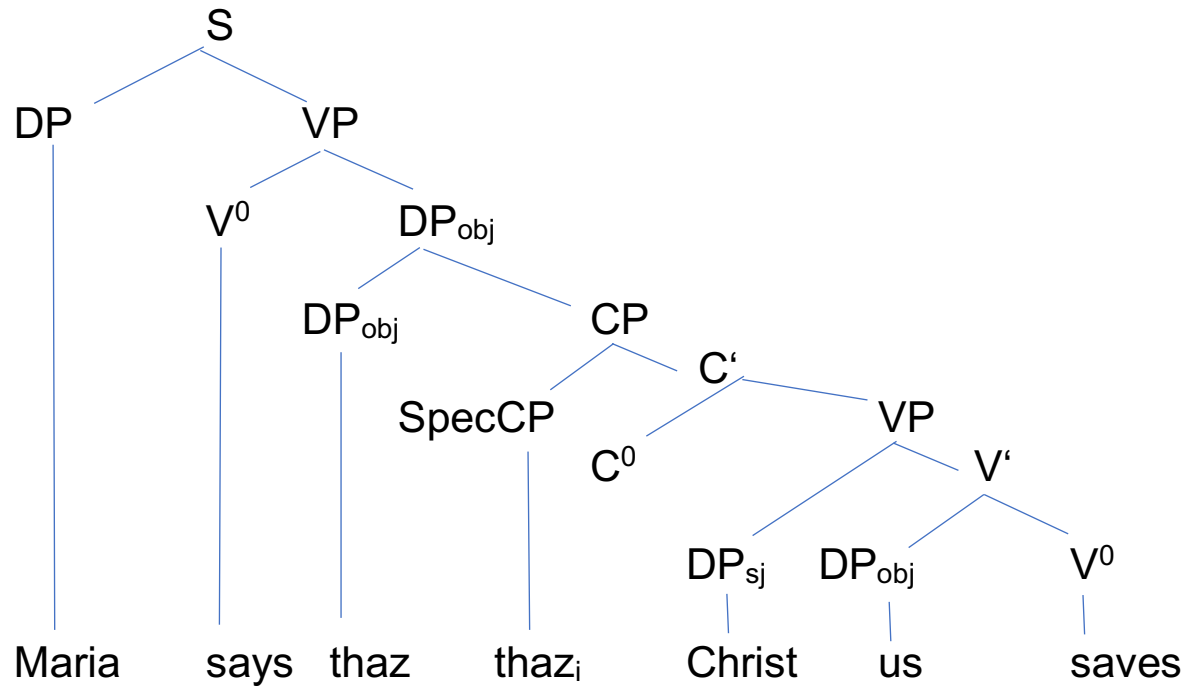 S
DP VP
V⁰ DPobj
DPobj CP
C‘
SpecCP VP
C⁰ V‘
DPsj DPobj V⁰
Maria says thaz thazi Christ us saves